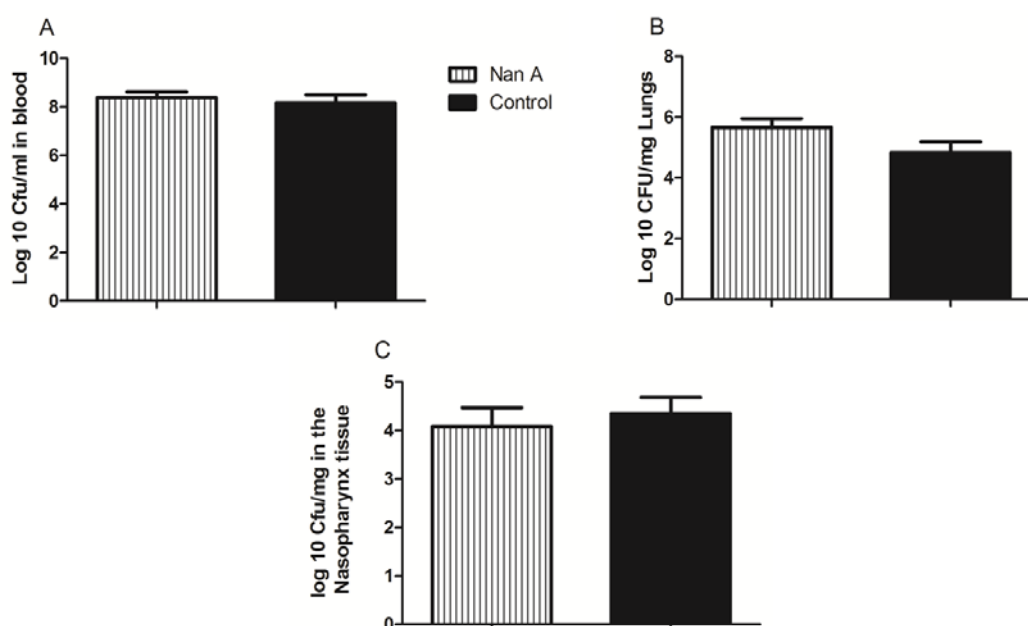 A
Log 10 Cfu/ml in blood
10
8
6
4
2
0
Nan A
Control
B
Log 10 CFU/mg Lungs
8
6
4
2
0
C
log 10 Cfu/mg in the
Nasopharynx tissue
5
4
3
2
1
0